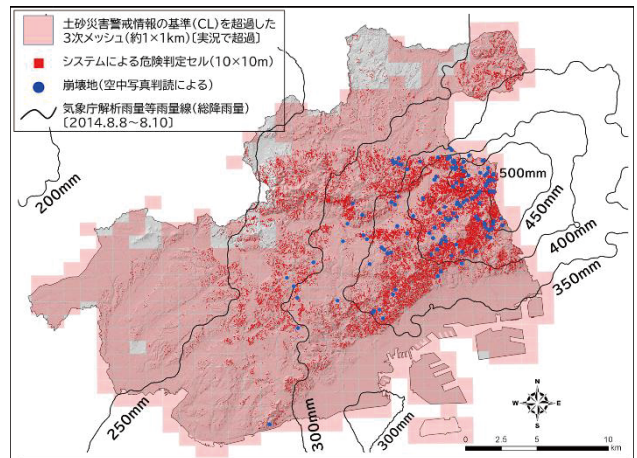 土砂災害警戒情報の基準(CL)を超過した
3次メッシュ(約1×1km)〔実況で超過〕
システムによる危険判定セル(10×10m)
崩壊地(空中写真判読による)
気象庁解析雨量等雨量線(総降雨量)
〔2014.8.8～8.10〕
200mm
500mm
450mm
400mm
350mm
250mm
300mm
300mm
N
W
E
S
0
2.5
5
10
km